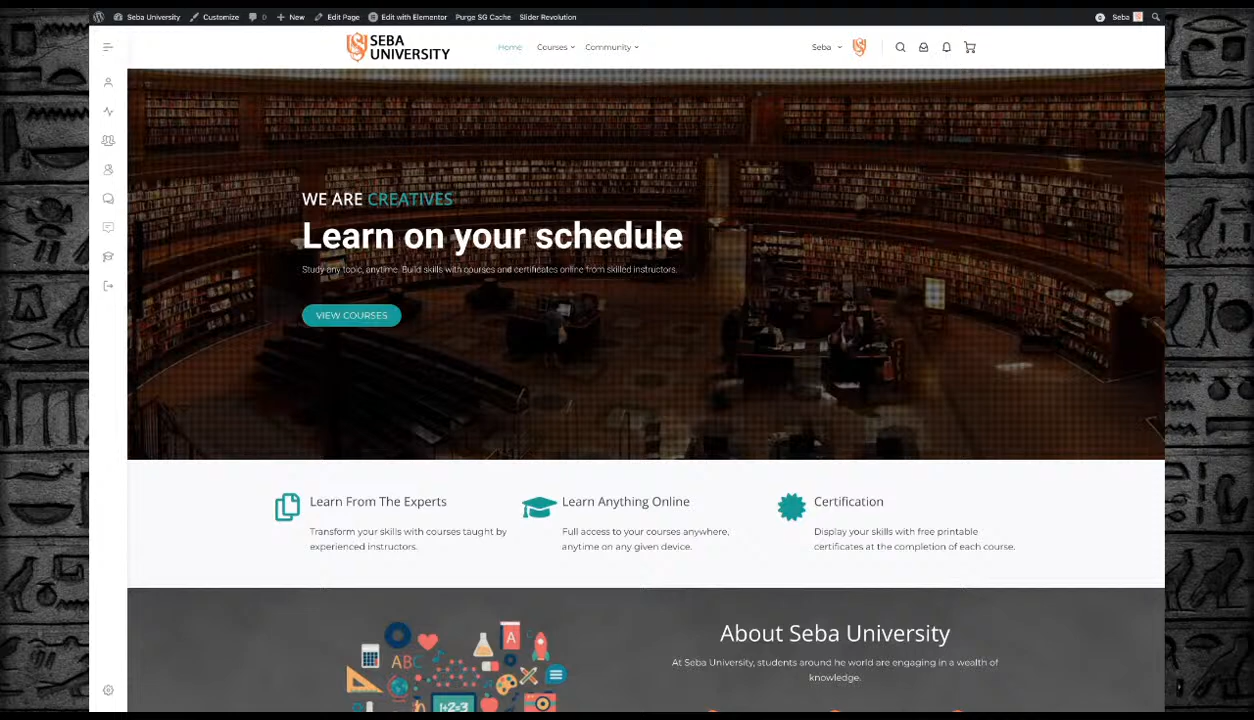 Seba University Customize 0 New Edit Page Edit with Elementor Purge SG Cache Slider Revolution 0 Seba
SEBA
UNIVERSITY
Home Courses Community Seba
WE ARE CREATIVES
Learn on your schedule
Study any topic, anytime. Build skills with courses and certificates online from skilled instructors.
VIEW COURSES
Learn From The Experts
Transform your skills with courses taught by
experienced instructors.
Learn Anything Online
Full access to your courses anywhere,
anytime on any given device.
Certification
Display your skills with free printable
certificates at the completion of each course.
About Seba University
At Seba University, students around he world are engaging in a wealth of
knowledge.
A
ABC
1+2=3